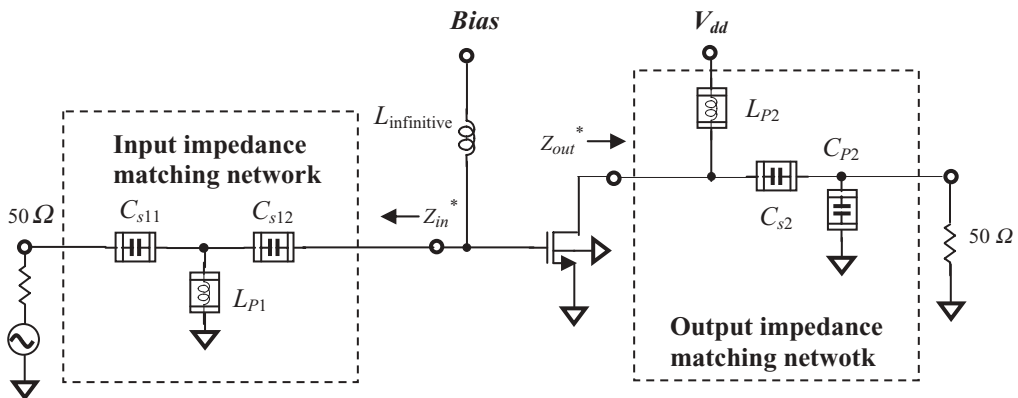 Bias
V_dd
Input impedance
matching network
50 Ω
C_s11
C_s12
L_P1
L_infinitive
Z_in*
Z_out*
L_P2
C_P2
C_s2
50 Ω
Output impedance
matching netwotk